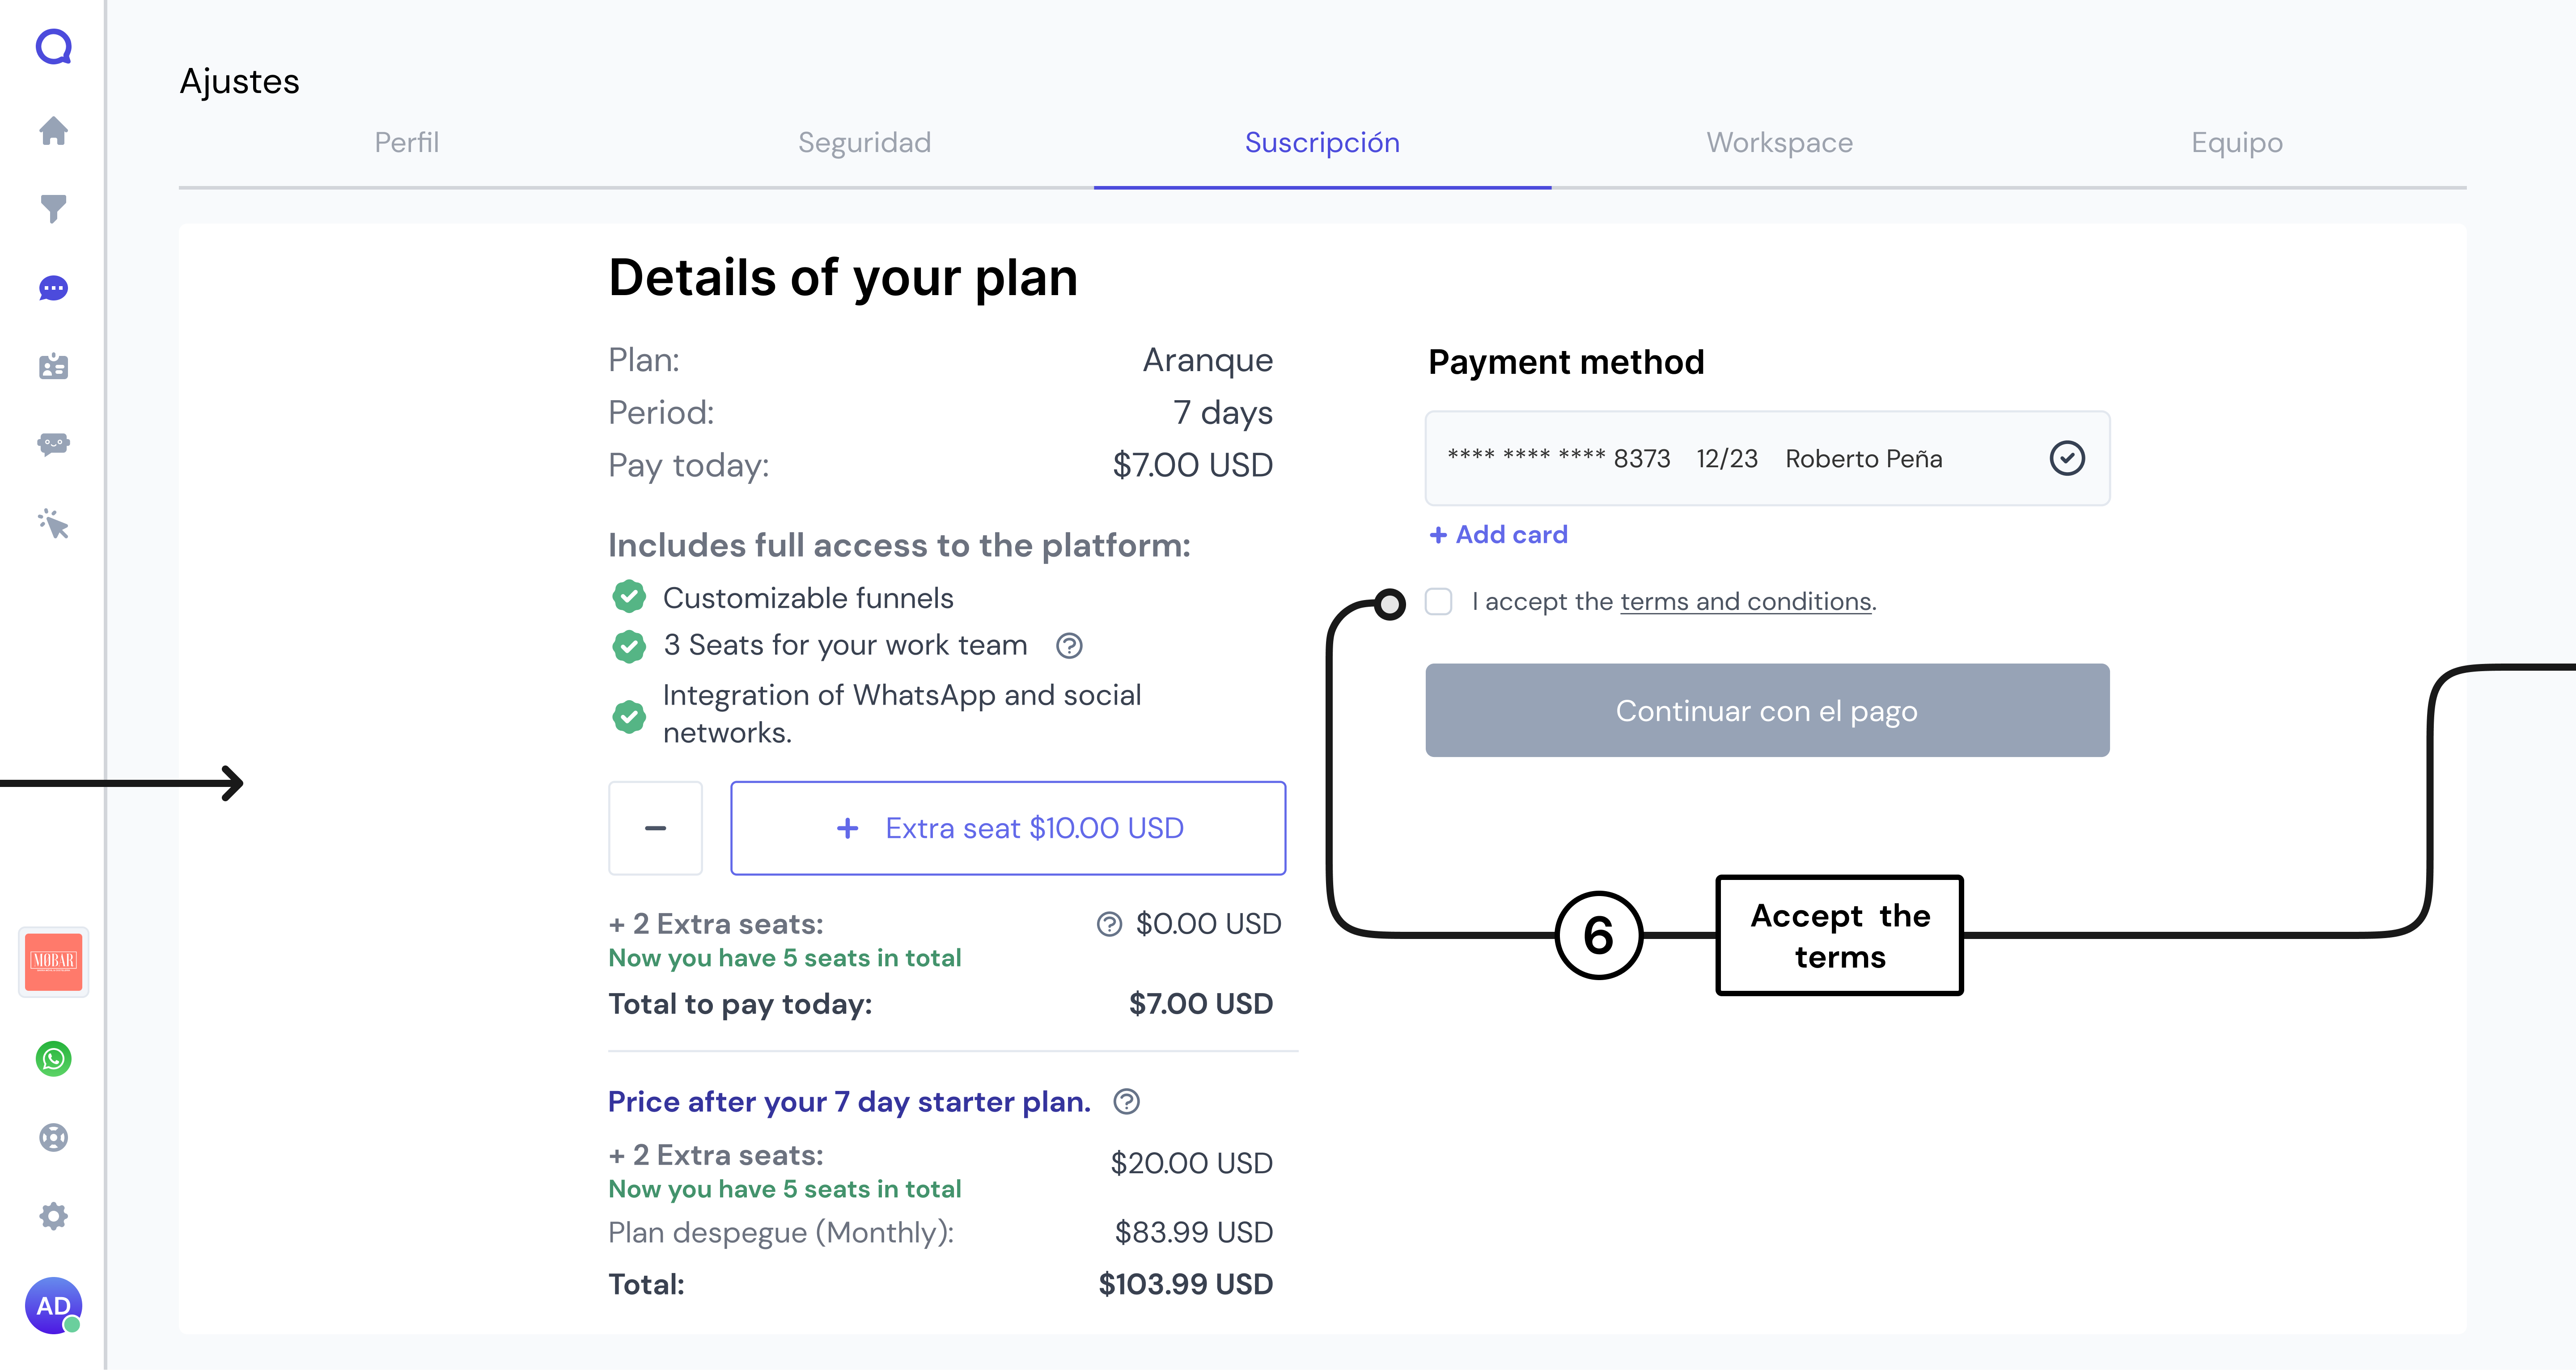 Ajustes
Perfil
Seguridad
Suscripción
Workspace
Equipo
Details of your plan
Plan:
Aranque
Period:
7 days
Pay today:
$7.00 USD
Includes full access to the platform:
Customizable funnels
3 Seats for your work team
Integration of WhatsApp and social
networks.
Extra seat $10.00 USD
+ 2 Extra seats:
$0.00 USD
Now you have 5 seats in total
Total to pay today:
$7.00 USD
Price after your 7 day starter plan.
+ 2 Extra seats:
$20.00 USD
Now you have 5 seats in total
Plan despegue (Monthly):
$83.99 USD
Total:
$103.99 USD
Payment method
**** **** **** 8373 12/23 Roberto Peña
+ Add card
I accept the terms and conditions.
Continuar con el pago
6
Accept the
terms
MOBAR
AD